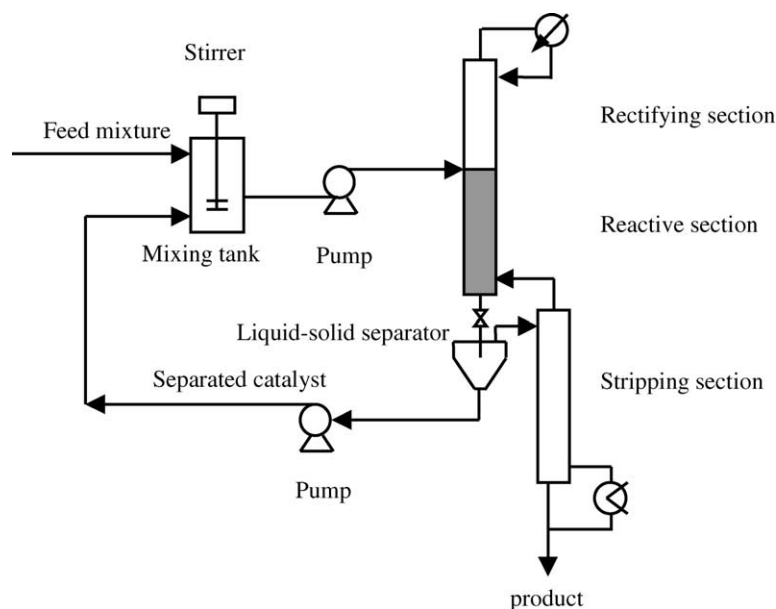 Stirrer
Feed mixture
Rectifying section
Reactive section
Mixing tank
Pump
Liquid-solid separator
Separated catalyst
Stripping section
Pump
product